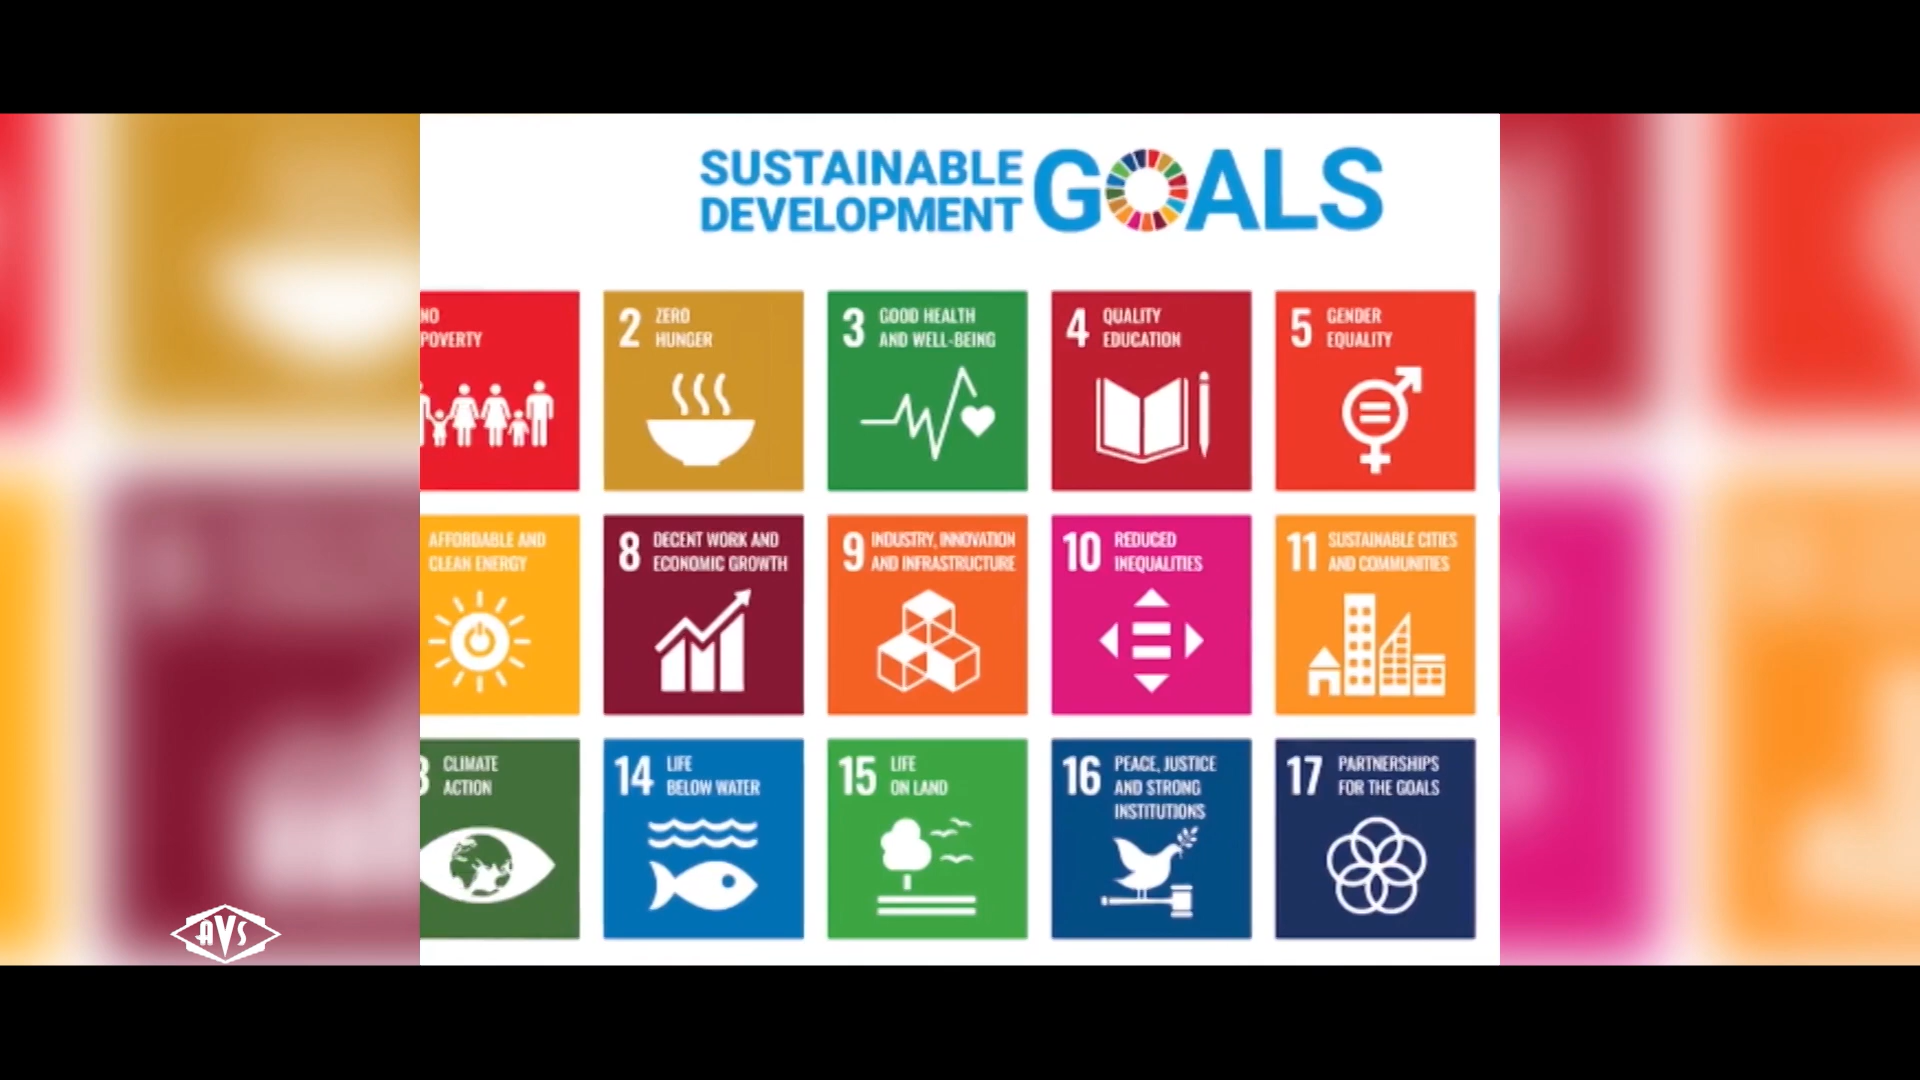 SUSTAINABLE
DEVELOPMENT
GOALS
NO
POVERTY
2 ZERO
HUNGER
3 GOOD HEALTH
AND WELL-BEING
4 QUALITY
EDUCATION
5 GENDER
EQUALITY
AFFORDABLE AND
CLEAN ENERGY
8 DECENT WORK AND
ECONOMIC GROWTH
9 INDUSTRY, INNOVATION
AND INFRASTRUCTURE
10 REDUCED
INEQUALITIES
11 SUSTAINABLE CITIES
AND COMMUNITIES
3 CLIMATE
ACTION
14 LIFE
BELOW WATER
15 LIFE
ON LAND
16 PEACE, JUSTICE
AND STRONG
INSTITUTIONS
17 PARTNERSHIPS
FOR THE GOALS
AVS